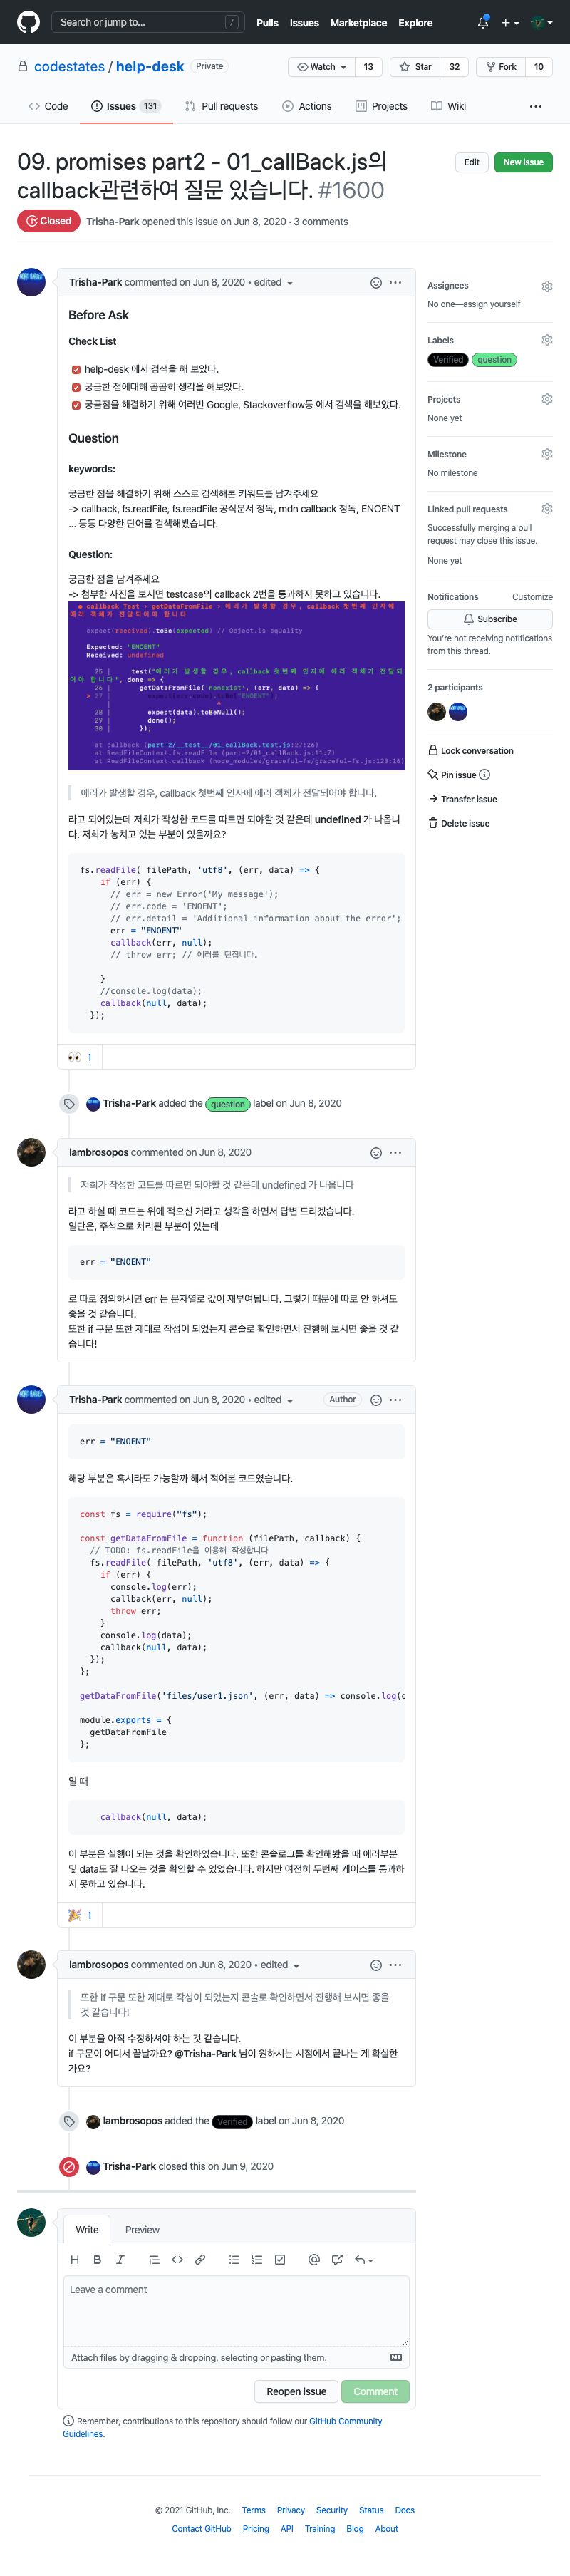 Search or jump to...
/
Pulls Issues Marketplace Explore
codestates / help-desk Private
Watch 13 Star 32 Fork 10
Code Issues 131 Pull requests Actions Projects Wiki
09. promises part2 - 01_callBack.js의
callback관련하여 질문 있습니다. #1600
Edit New issue
Closed Trisha-Park opened this issue on Jun 8, 2020 · 3 comments
Trisha-Park commented on Jun 8, 2020 • edited
Before Ask
Check List
help-desk 에서 검색을 해 보았다.
궁금한 점에대해 곰곰히 생각을 해보았다.
궁금점을 해결하기 위해 여러번 Google, Stackoverflow등 에서 검색을 해보았다.
Question
keywords:
궁금한 점을 해결하기 위해 스스로 검색해본 키워드를 남겨주세요
-> callback, fs.readFile, fs.readFile 공식문서 정독, mdn callback 정독, ENOENT
... 등등 다양한 단어를 검색해봤습니다.
Question:
궁금한 점을 남겨주세요
-> 첨부한 사진을 보시면 testcase의 callback 2번을 통과하지 못하고 있습니다.
● callback Test › getDataFromFile › 에러가 발생할 경우, callback 첫번째 인자에
에러 객체가 전달되어야 합니다
expect(received).toBe(expected) // Object.is equality
Expected: "ENOENT"
Received: undefined
25 | test("에러가 발생할 경우, callback 첫번째 인자에 에러 객체가 전달되
어야 합니다", done => {
26 | getDataFromFile('nonexist', (err, data) => {
> 27 | expect(err.code).toBe("ENOENT");
| ^
28 | expect(data).toBeNull();
29 | done();
30 | });
at callback (part-2/__test__/01_callBack.test.js:27:26)
at ReadFileContext.fs.readFile (part-2/01_callBack.js:11:7)
at ReadFileContext.callback (node_modules/graceful-fs/graceful-fs.js:123:16)
에러가 발생할 경우, callback 첫번째 인자에 에러 객체가 전달되어야 합니다.
라고 되어있는데 저희가 작성한 코드를 따르면 되야할 것 같은데 undefined 가 나옵니
다. 저희가 놓치고 있는 부분이 있을까요?
fs.readFile( filePath, 'utf8', (err, data) => {
if (err) {
// err = new Error('My message');
// err.code = 'ENOENT';
// err.detail = 'Additional information about the error';
err = "ENOENT"
callback(err, null);
// throw err; // 에러를 던집니다.
}
//console.log(data);
callback(null, data);
});
👀 1
Trisha-Park added the question label on Jun 8, 2020
lambrosopos commented on Jun 8, 2020
저희가 작성한 코드를 따르면 되야할 것 같은데 undefined 가 나옵니다
라고 하실 때 코드는 위에 적으신 거라고 생각을 하면서 답변 드리겠습니다.
일단은, 주석으로 처리된 부분이 있는데
err = "ENOENT"
로 따로 정의하시면 err 는 문자열로 값이 재부여됩니다. 그렇기 때문에 따로 안 하셔도
좋을 것 같습니다.
또한 if 구문 또한 제대로 작성이 되었는지 콘솔로 확인하면서 진행해 보시면 좋을 것 같
습니다!
Trisha-Park commented on Jun 8, 2020 • edited Author
err = "ENOENT"
해당 부분은 혹시라도 가능할까 해서 적어본 코드였습니다.
const fs = require("fs");
const getDataFromFile = function (filePath, callback) {
// TODO: fs.readFile을 이용해 작성합니다
fs.readFile( filePath, 'utf8', (err, data) => {
if (err) {
console.log(err);
callback(err, null);
throw err;
}
console.log(data);
callback(null, data);
});
};
getDataFromFile('files/user1.json', (err, data) => console.log(
module.exports = {
getDataFromFile
};
일 때
callback(null, data);
이 부분은 실행이 되는 것을 확인하였습니다. 또한 콘솔로그를 확인해봤을 때 에러부분
및 data도 잘 나오는 것을 확인할 수 있었습니다. 하지만 여전히 두번째 케이스를 통과하
지 못하고 있습니다.
🎉 1
lambrosopos commented on Jun 8, 2020 • edited
또한 if 구문 또한 제대로 작성이 되었는지 콘솔로 확인하면서 진행해 보시면 좋을
것 같습니다!
이 부분을 아직 수정하셔야 하는 것 같습니다.
if 구문이 어디서 끝날까요? @Trisha-Park 님이 원하시는 시점에서 끝나는 게 확실한
가요?
lambrosopos added the Verified label on Jun 8, 2020
Trisha-Park closed this on Jun 9, 2020
Write Preview
Leave a comment
Attach files by dragging & dropping, selecting or pasting them.
Reopen issue Comment
Remember, contributions to this repository should follow our GitHub Community
Guidelines.
Assignees
No one—assign yourself
Labels
Verified question
Projects
None yet
Milestone
No milestone
Linked pull requests
Successfully merging a pull
request may close this issue.
None yet
Notifications Customize
Subscribe
You're not receiving notifications
from this thread.
2 participants
Lock conversation
Pin issue
Transfer issue
Delete issue
© 2021 GitHub, Inc. Terms Privacy Security Status Docs
Contact GitHub Pricing API Training Blog About